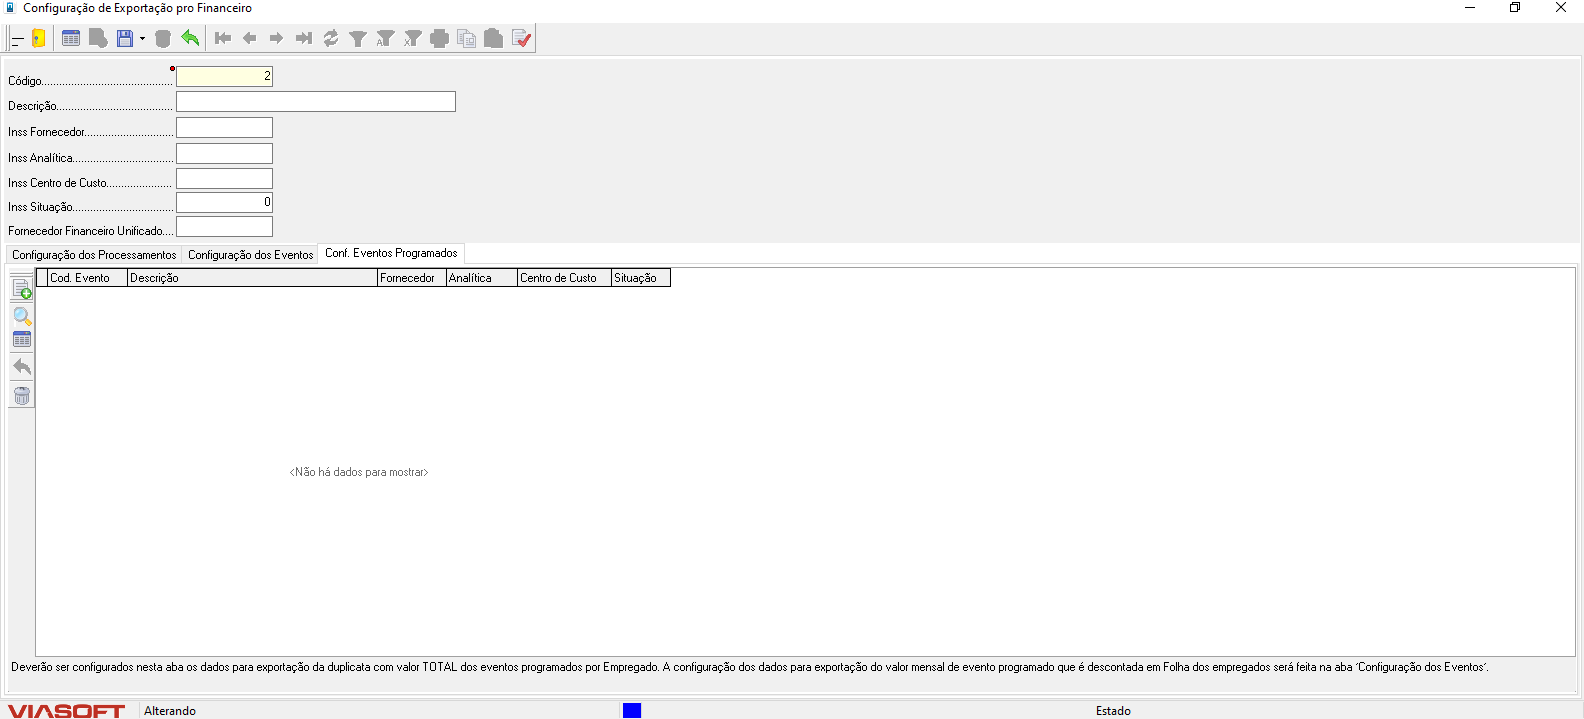 Configuração de Exportação pro Financeiro
Código............................................ 2
Descrição.......................................
Inss Fornecedor..............................
Inss Analítica..................................
Inss Centro de Custo......................
Inss Situação.................................. 0
Fornecedor Financeiro Unificado....
Configuração dos Processamentos Configuração dos Eventos Conf. Eventos Programados
Cod. Evento Descrição Fornecedor Analítica Centro de Custo Situação
<Não há dados para mostrar>
Deverão ser configurados nesta aba os dados para exportação da duplicata com valor TOTAL dos eventos programados por Empregado. A configuração dos dados para exportação do valor mensal de evento programado que é descontada em Folha dos empregados será feita na aba ´Configuração dos Eventos´.
VIASOFT Alterando Estado